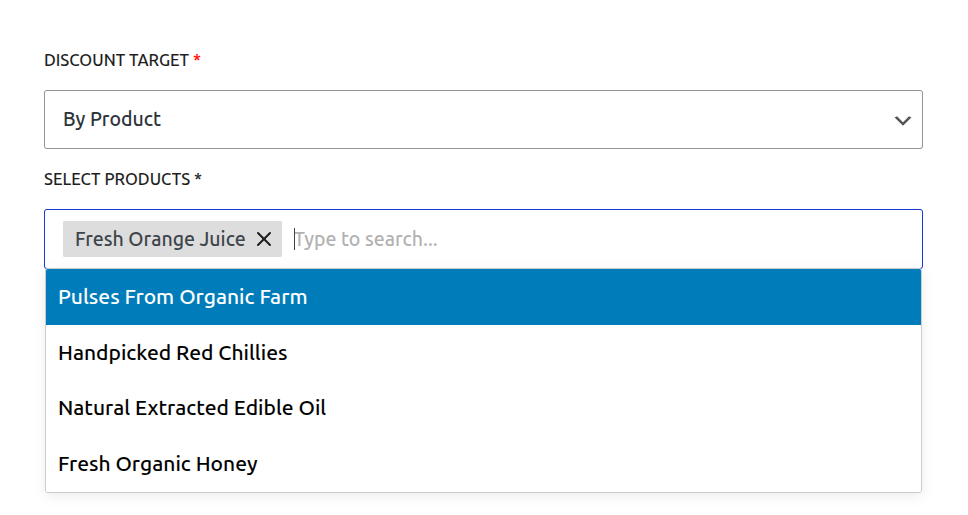 DISCOUNT TARGET *
By Product
SELECT PRODUCTS *
Fresh Orange Juice Type to search...
Pulses From Organic Farm
Handpicked Red Chillies
Natural Extracted Edible Oil
Fresh Organic Honey